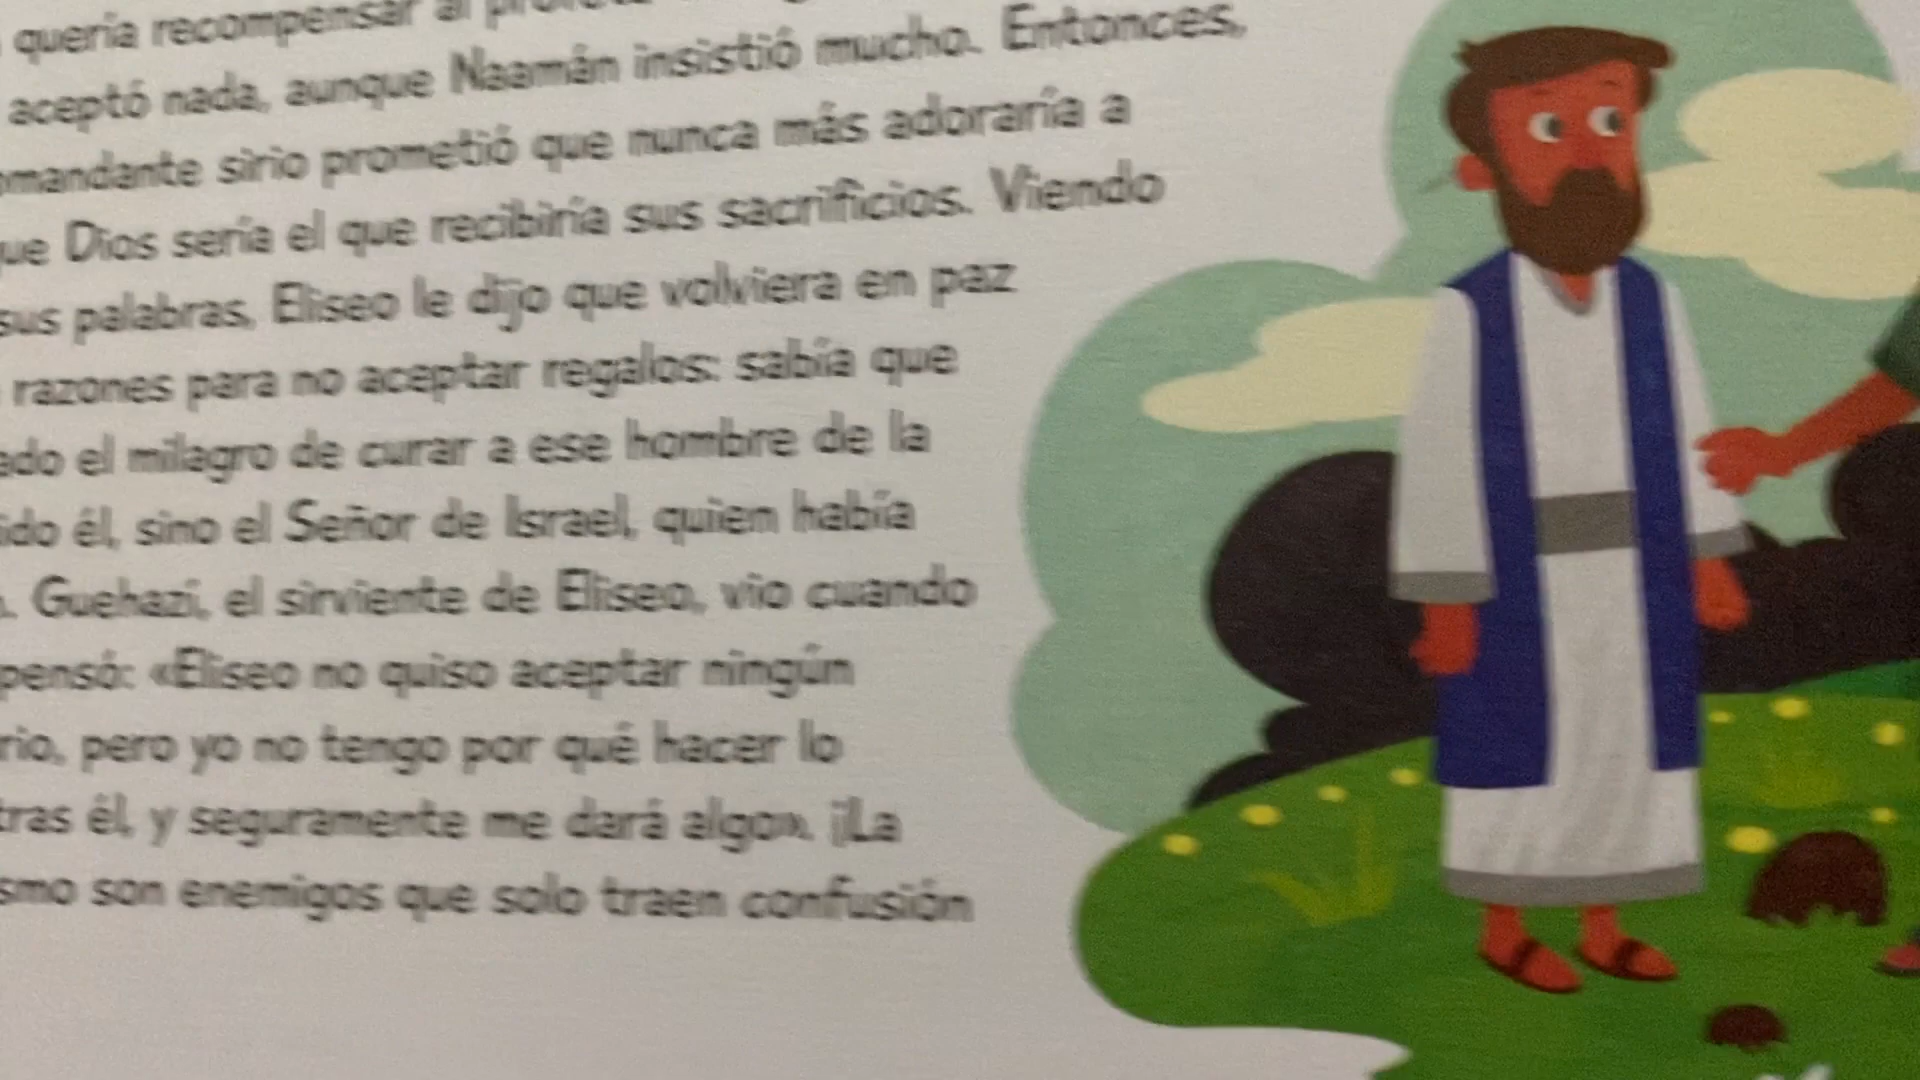 quería recompensar al
aceptó nada, aunque Naamán insistió mucho. Entonces,
omandante sirio prometió que nunca más adoraría a
ue Dios sería el que recibiría sus sacrificios. Viendo
sus palabras, Eliseo le dijo que volviera en paz
razones para no aceptar regalos: sabía que
ado el milagro de curar a ese hombre de la
ido él, sino el Señor de Israel, quien había
. Guehazí, el sirviente de Eliseo, vio cuando
pensó: «Eliseo no quiso aceptar ningún
rio, pero yo no tengo por qué hacer lo
tras él, y seguramente me dará algo». ¡La
smo son enemigos que solo traen confusión